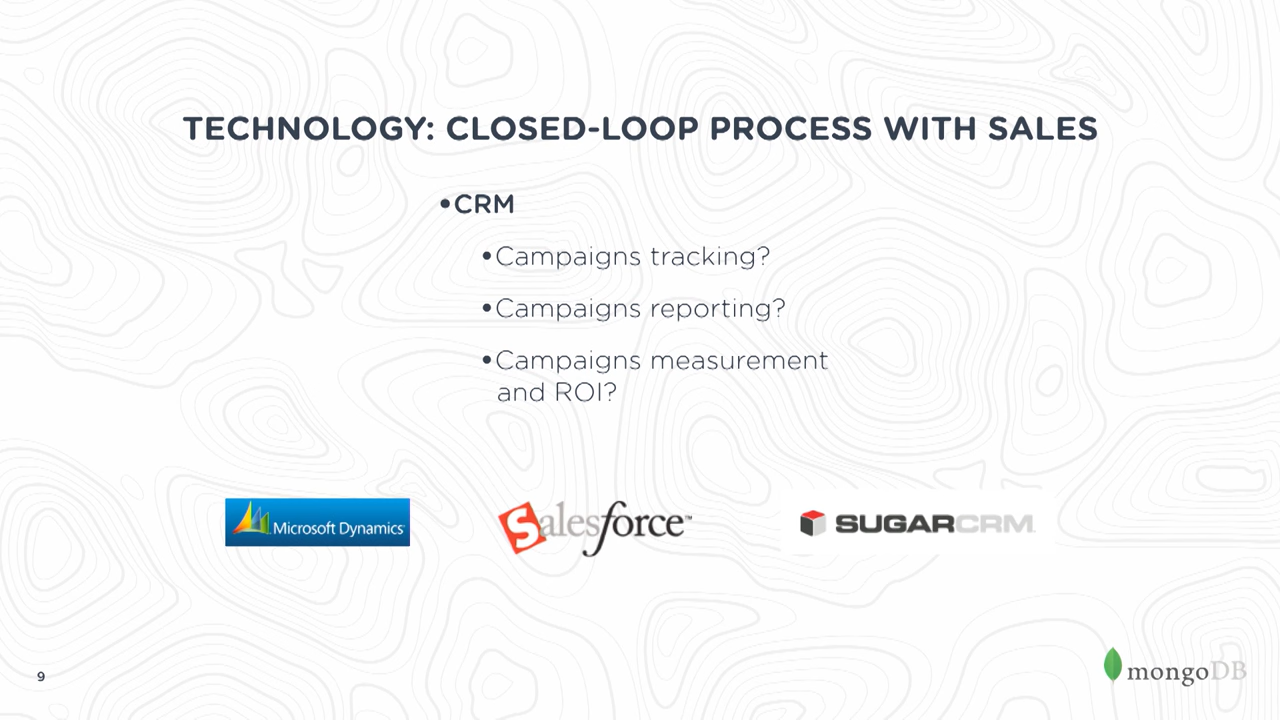 TECHNOLOGY: CLOSED-LOOP PROCESS WITH SALES
•CRM
•Campaigns tracking?
•Campaigns reporting?
•Campaigns measurement
and ROI?
Microsoft Dynamics
salesforce™
SUGARCRM
9
mongoDB